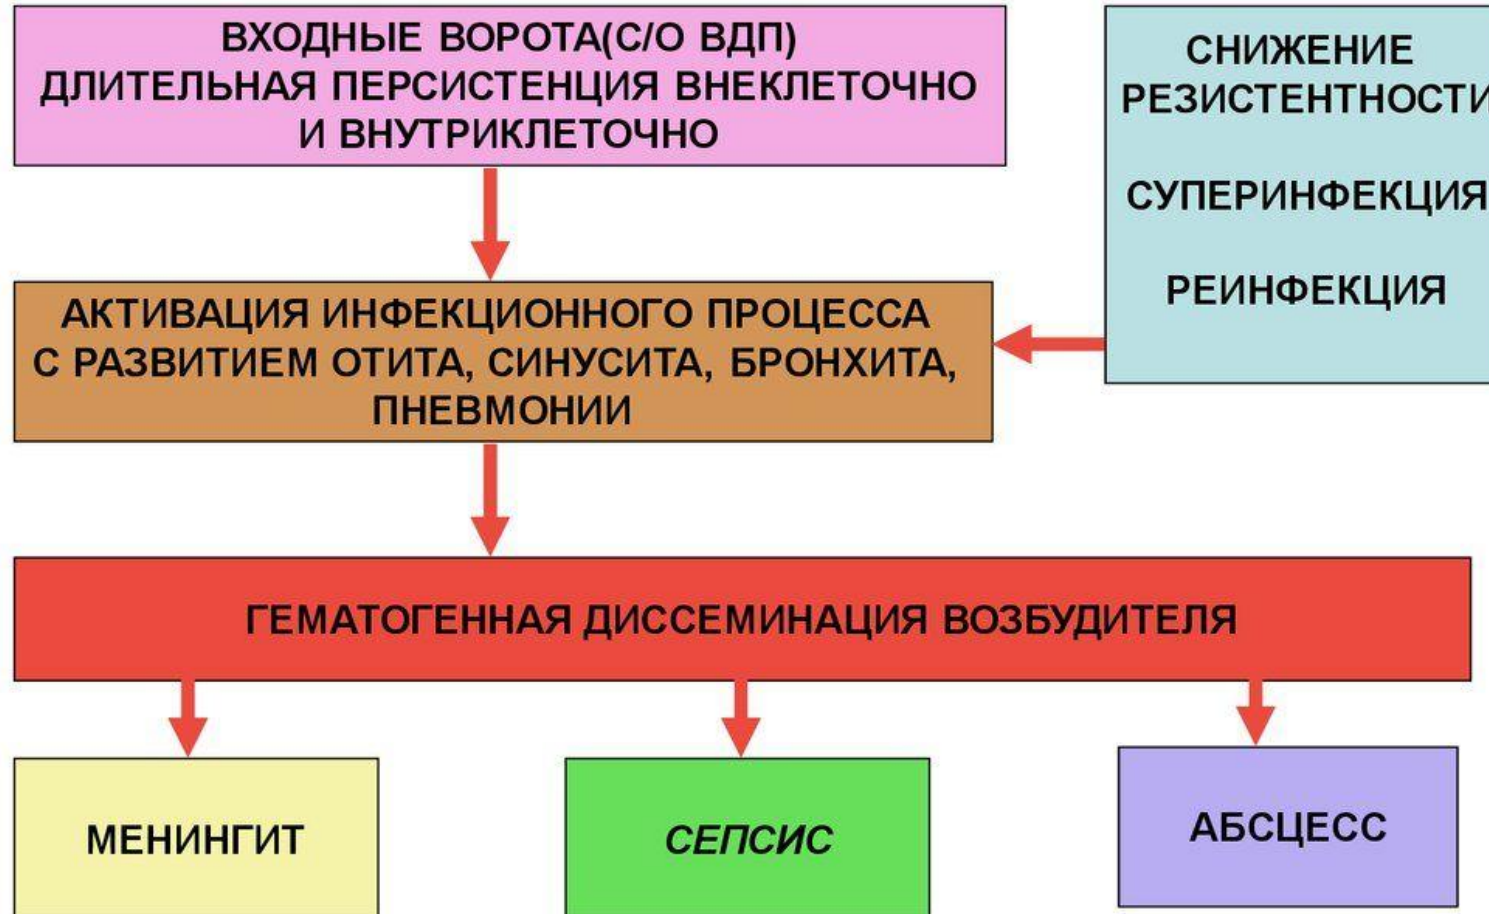 ВХОДНЫЕ ВОРОТА(С/О ВДП)
ДЛИТЕЛЬНАЯ ПЕРСИСТЕНЦИЯ ВНЕКЛЕТОЧНО
И ВНУТРИКЛЕТОЧНО
СНИЖЕНИЕ
РЕЗИСТЕНТНОСТИ
СУПЕРИНФЕКЦИЯ
РЕИНФЕКЦИЯ
АКТИВАЦИЯ ИНФЕКЦИОННОГО ПРОЦЕССА
С РАЗВИТИЕМ ОТИТА, СИНУСИТА, БРОНХИТА,
ПНЕВМОНИИ
ГЕМАТОГЕННАЯ ДИССЕМИНАЦИЯ ВОЗБУДИТЕЛЯ
МЕНИНГИТ
СЕПСИС
АБСЦЕСС